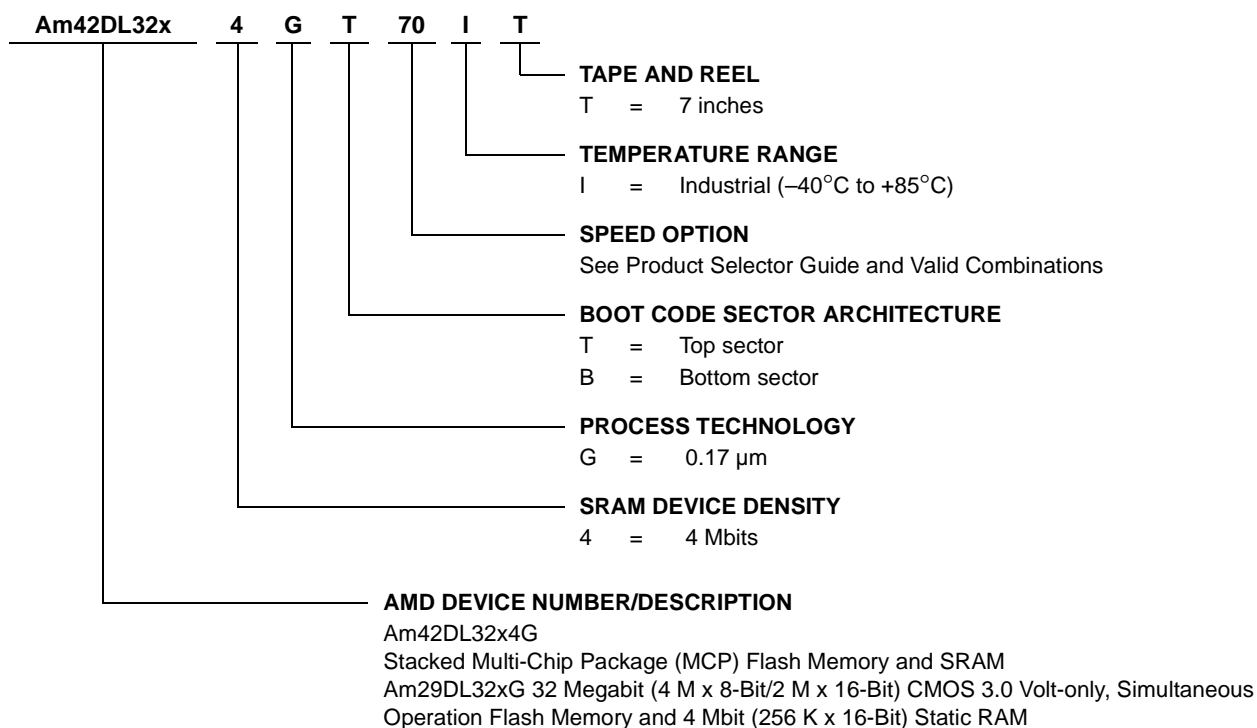 Am42DL32x 4 G T 70 I T
TAPE AND REEL
T = 7 inches
TEMPERATURE RANGE
I = Industrial (–40°C to +85°C)
SPEED OPTION
See Product Selector Guide and Valid Combinations
BOOT CODE SECTOR ARCHITECTURE
T = Top sector
B = Bottom sector
PROCESS TECHNOLOGY
G = 0.17 µm
SRAM DEVICE DENSITY
4 = 4 Mbits
AMD DEVICE NUMBER/DESCRIPTION
Am42DL32x4G
Stacked Multi-Chip Package (MCP) Flash Memory and SRAM
Am29DL32xG 32 Megabit (4 M x 8-Bit/2 M x 16-Bit) CMOS 3.0 Volt-only, Simultaneous
Operation Flash Memory and 4 Mbit (256 K x 16-Bit) Static RAM